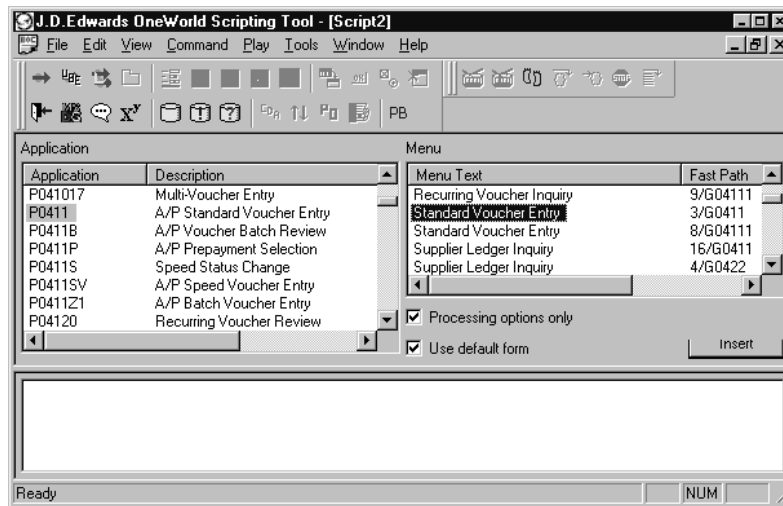 J.D.Edwards OneWorld Scripting Tool - [Script2]
File Edit View Command Play Tools Window Help
UBE
PB
Application Menu
Application Description Menu Text Fast Path
P041017 Multi-Voucher Entry Recurring Voucher Inquiry 9/G04111
P0411 A/P Standard Voucher Entry Standard Voucher Entry 3/G0411
P0411B A/P Voucher Batch Review Standard Voucher Entry 8/G04111
P0411P A/P Prepayment Selection Supplier Ledger Inquiry 16/G0411
P0411S Speed Status Change Supplier Ledger Inquiry 4/G0422
P0411SV A/P Speed Voucher Entry
P0411Z1 A/P Batch Voucher Entry
P04120 Recurring Voucher Review
Processing options only
Use default form
Insert
Ready NUM